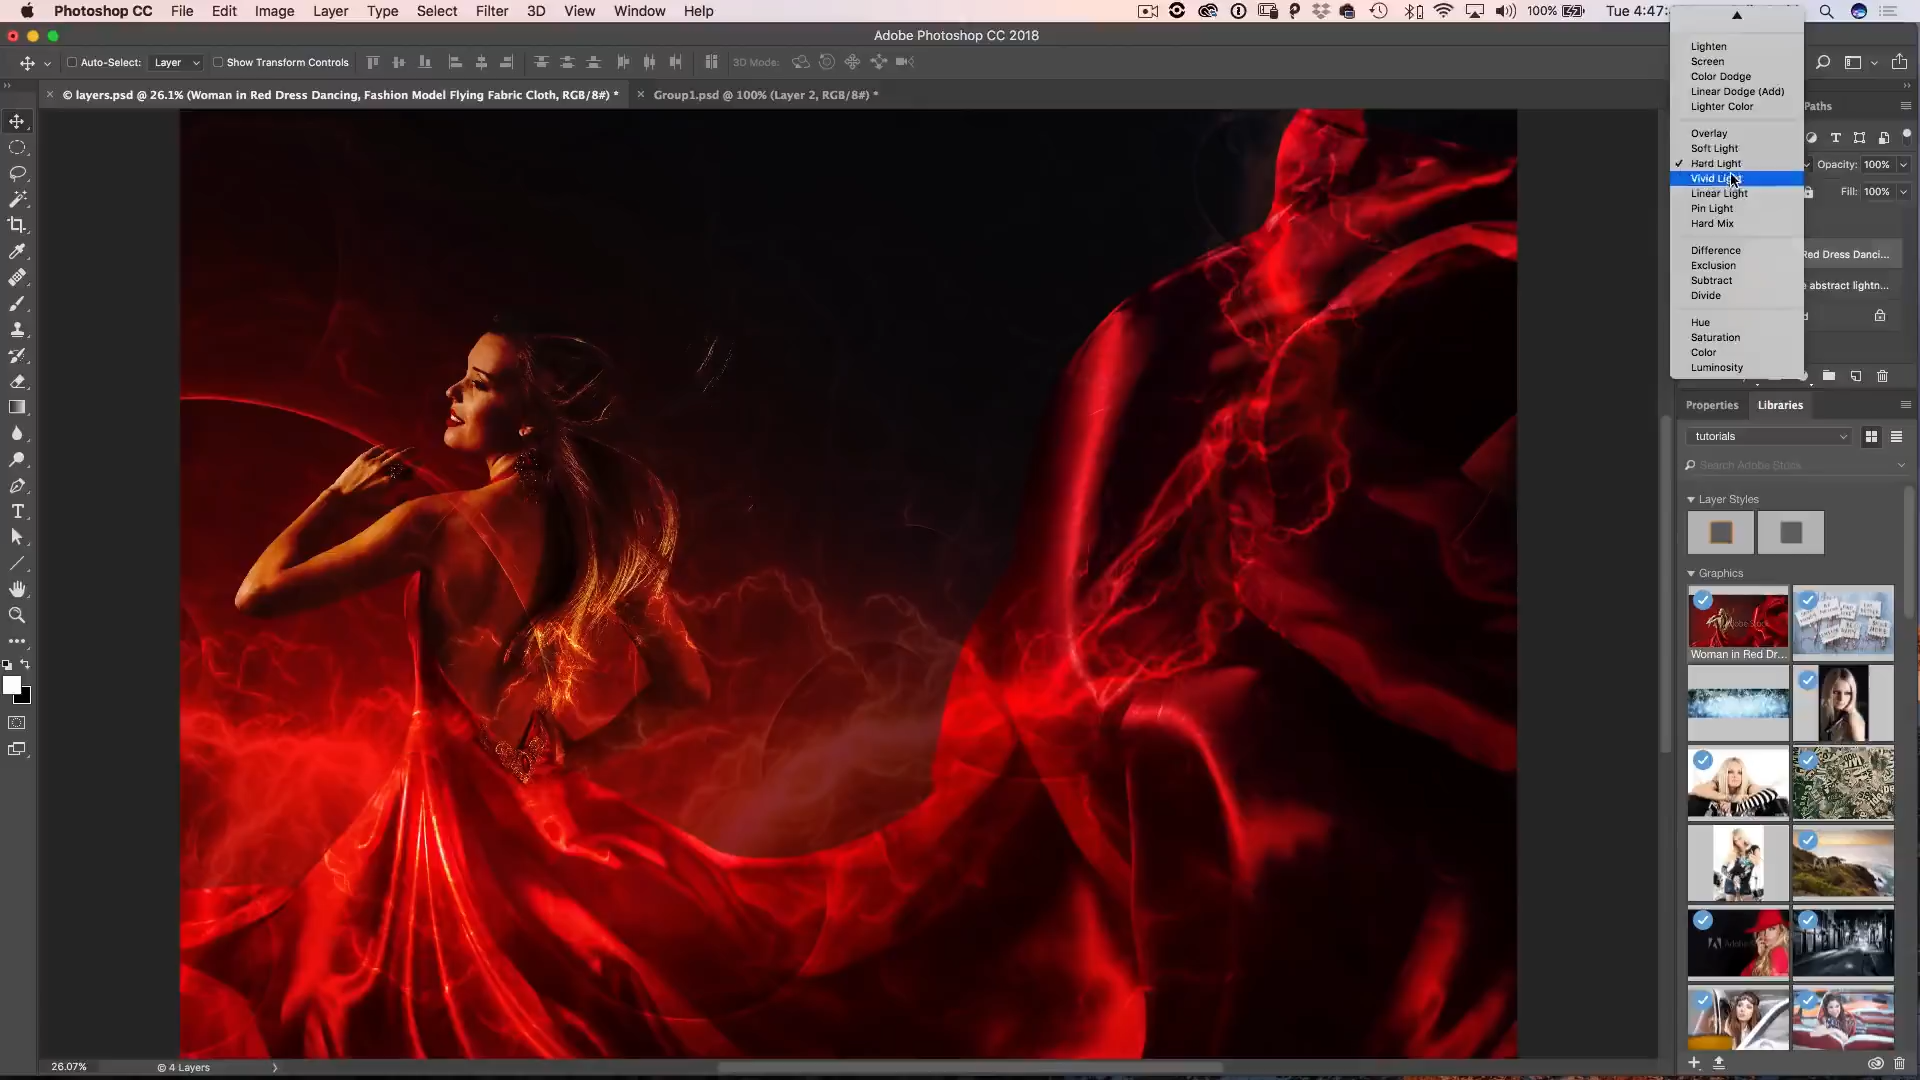 Photoshop CC File Edit Image Layer Type Select Filter 3D View Window Help 100% Tue 4:47:
Adobe Photoshop CC 2018
Auto-Select: Layer Show Transform Controls 3D Mode:
© layers.psd @ 26.1% (Woman in Red Dress Dancing, Fashion Model Flying Fabric Cloth, RGB/8#) * Group1.psd @ 100% (Layer 2, RGB/8#) *
Paths
Opacity: 100%
Fill: 100%
Red Dress Danci...
abstract lightn...
Lighten
Screen
Color Dodge
Linear Dodge (Add)
Lighter Color
Overlay
Soft Light
✓ Hard Light
Vivid Light
Linear Light
Pin Light
Hard Mix
Difference
Exclusion
Subtract
Divide
Hue
Saturation
Color
Luminosity
Properties Libraries
tutorials
Search Adobe Stock
Layer Styles
Graphics
Woman in Red Dr...
26.07% © 4 Layers